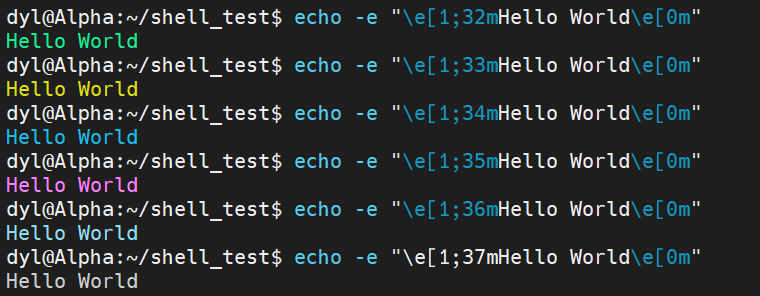 dyl@Alpha:~/shell_test$ echo -e "\e[1;32mHello World\e[0m"
Hello World
dyl@Alpha:~/shell_test$ echo -e "\e[1;33mHello World\e[0m"
Hello World
dyl@Alpha:~/shell_test$ echo -e "\e[1;34mHello World\e[0m"
Hello World
dyl@Alpha:~/shell_test$ echo -e "\e[1;35mHello World\e[0m"
Hello World
dyl@Alpha:~/shell_test$ echo -e "\e[1;36mHello World\e[0m"
Hello World
dyl@Alpha:~/shell_test$ echo -e "\e[1;37mHello World\e[0m"
Hello World